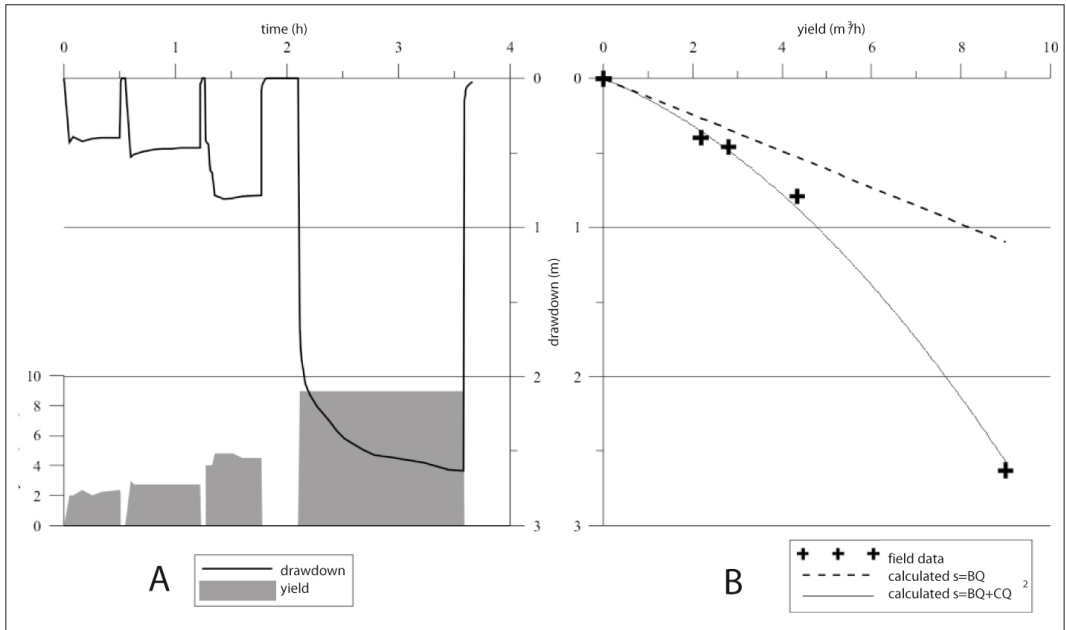 time (h)
0 1 2 3 4
0
1
2
3
drawdown (m)
10
8
6
4
2
0
A
drawdown
yield
yield (m³/h)
0 2 4 6 8 10
0
1
2
3
B
field data
calculated s=BQ
calculated s=BQ+CQ²